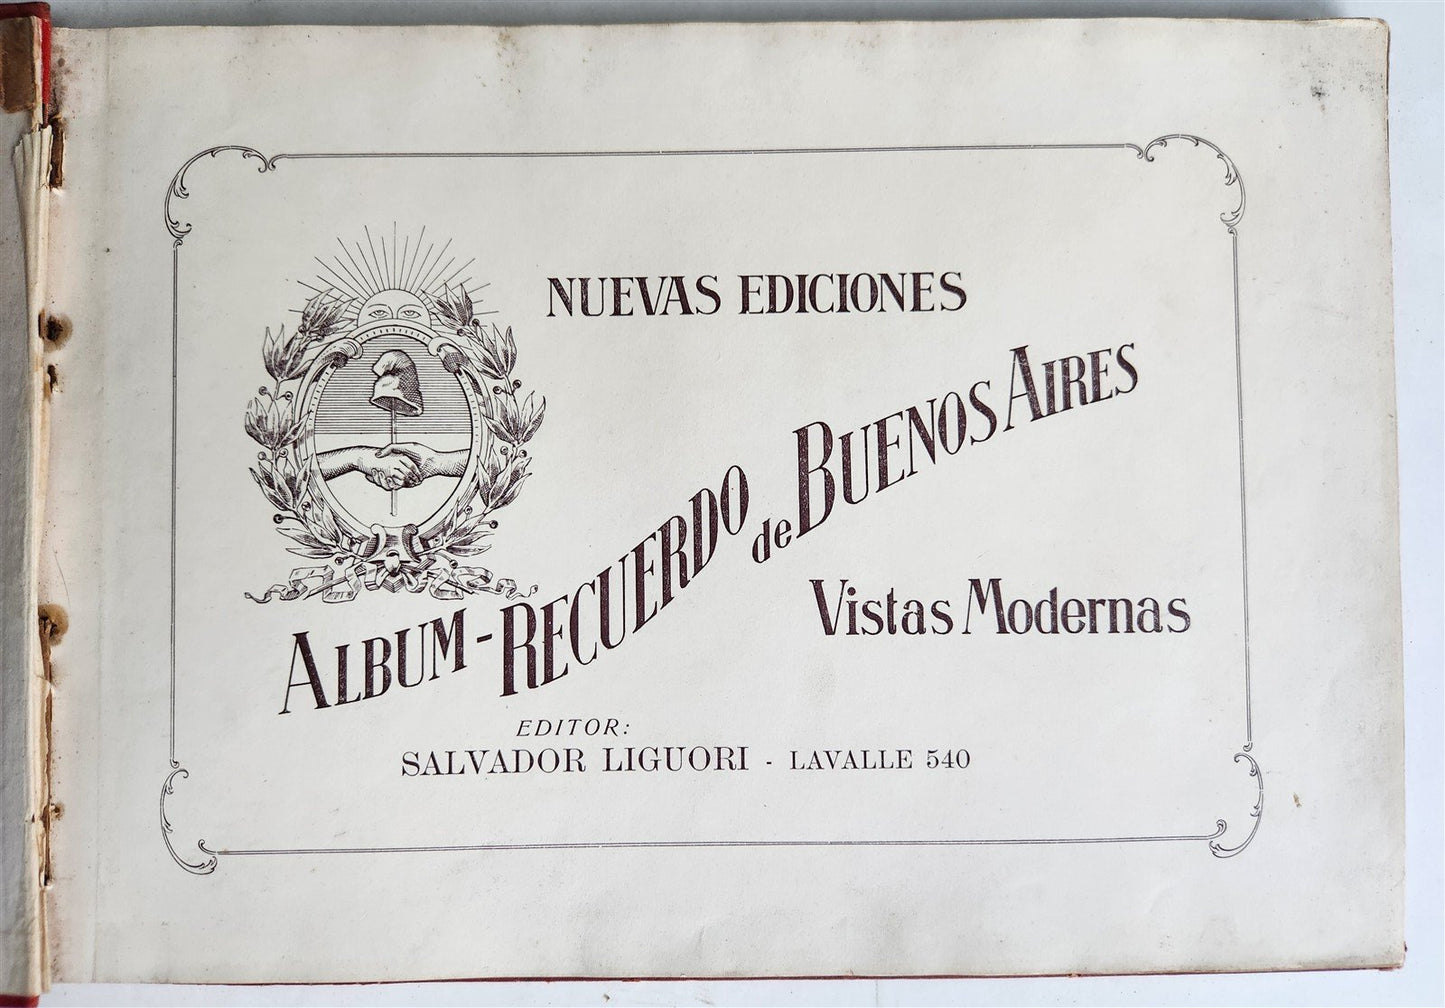 NUEVAS EDICIONES
ALBUM-RECUERDO de BUENOS AIRES
Vistas Modernas
EDITOR:
SALVADOR LIGUORI - LAVALLE 540